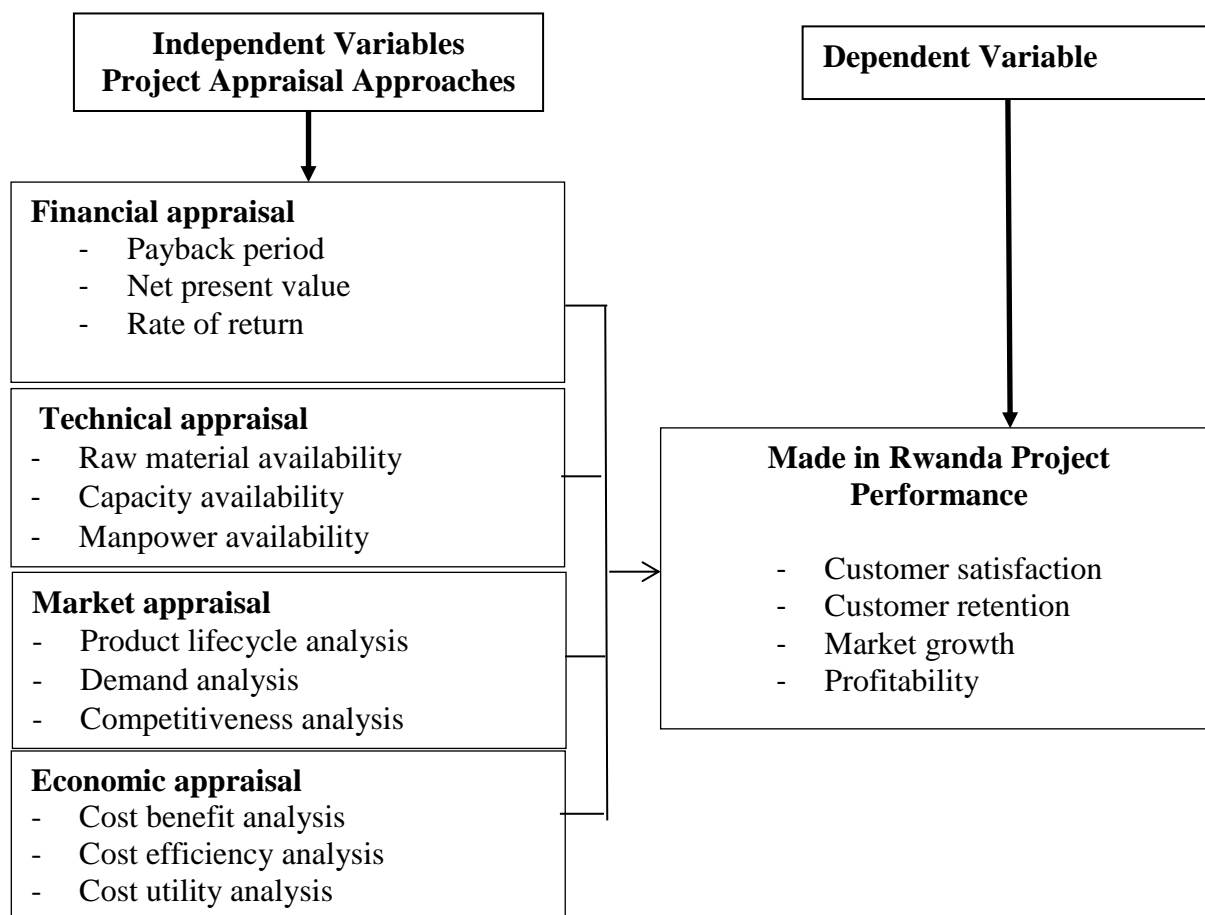 Independent Variables
Project Appraisal Approaches
Dependent Variable
Financial appraisal
- Payback period
- Net present value
- Rate of return
Technical appraisal
- Raw material availability
- Capacity availability
- Manpower availability
Market appraisal
- Product lifecycle analysis
- Demand analysis
- Competitiveness analysis
Economic appraisal
- Cost benefit analysis
- Cost efficiency analysis
- Cost utility analysis
Made in Rwanda Project
Performance
- Customer satisfaction
- Customer retention
- Market growth
- Profitability